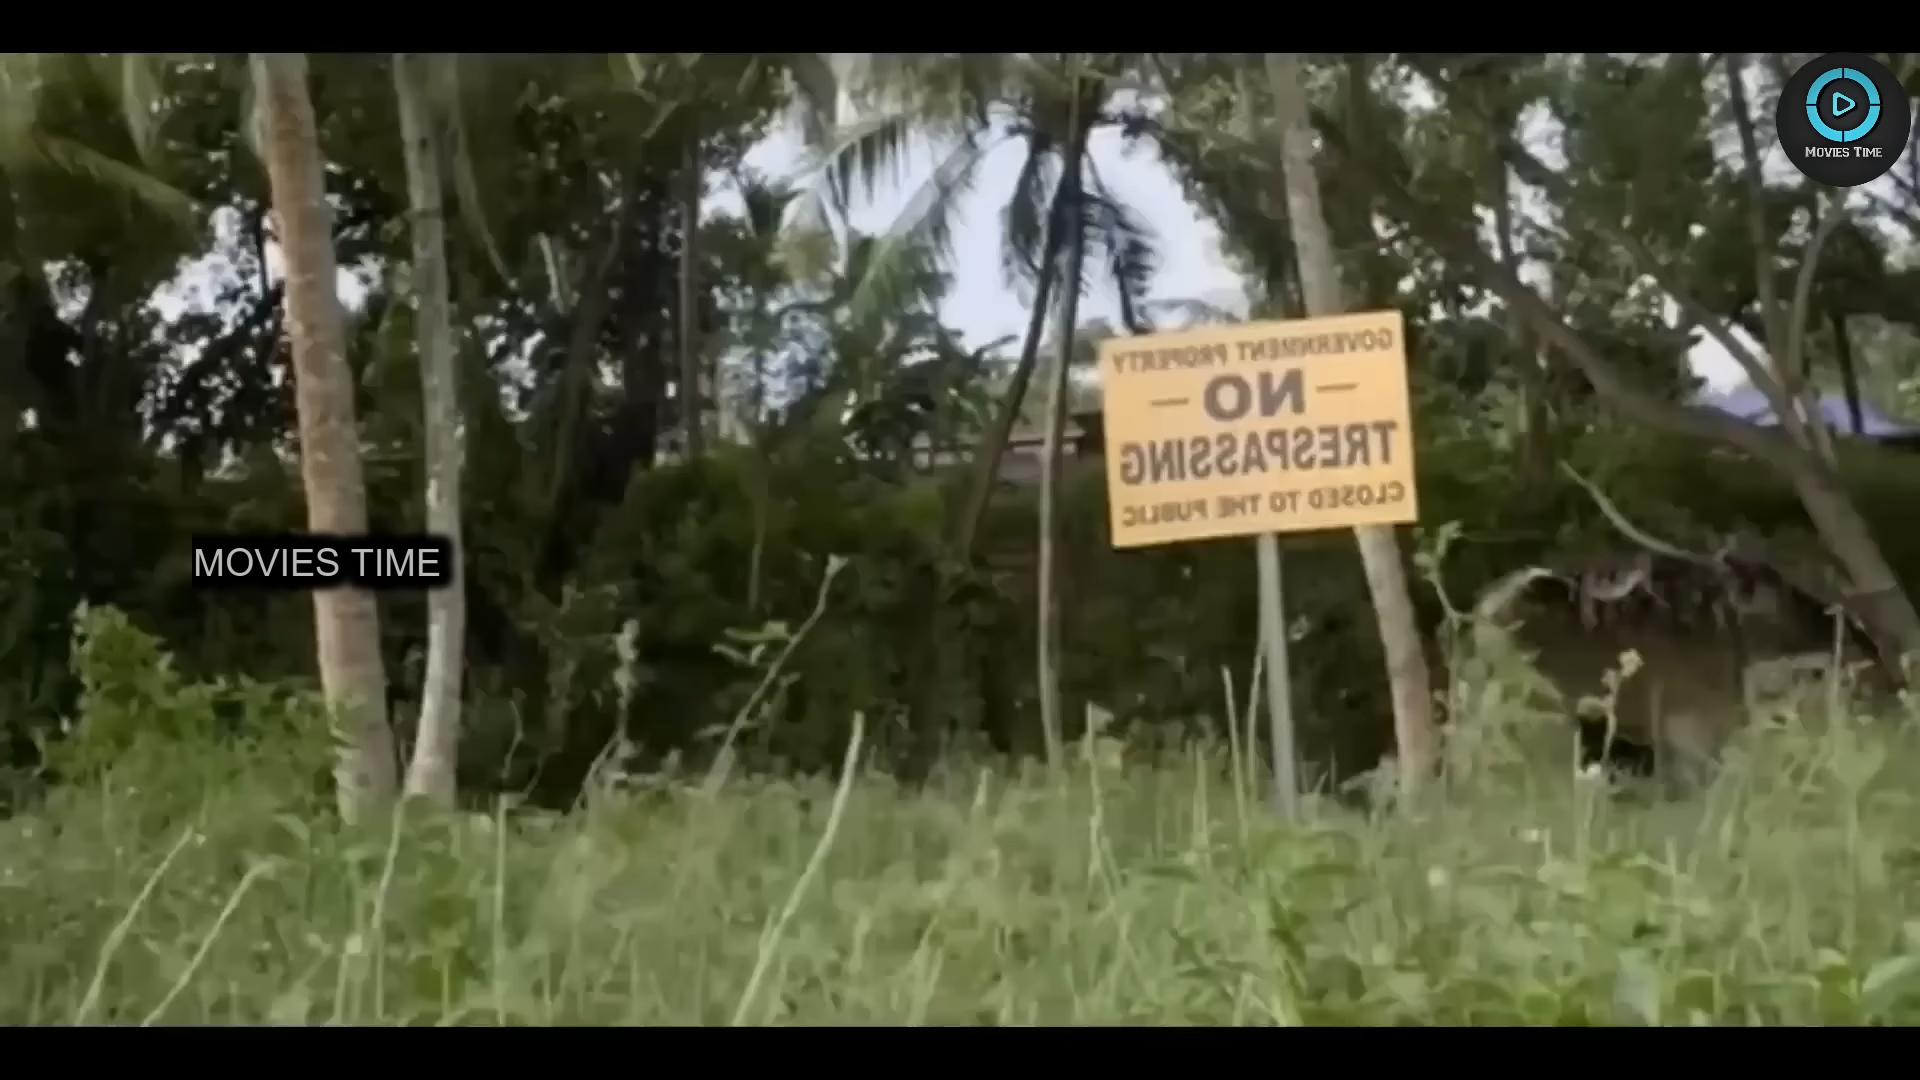 MOVIES TIME
GOVERNMENT PROPERTY
— NO —
TRESPASSING
CLOSED TO THE PUBLIC
MOVIES TIME